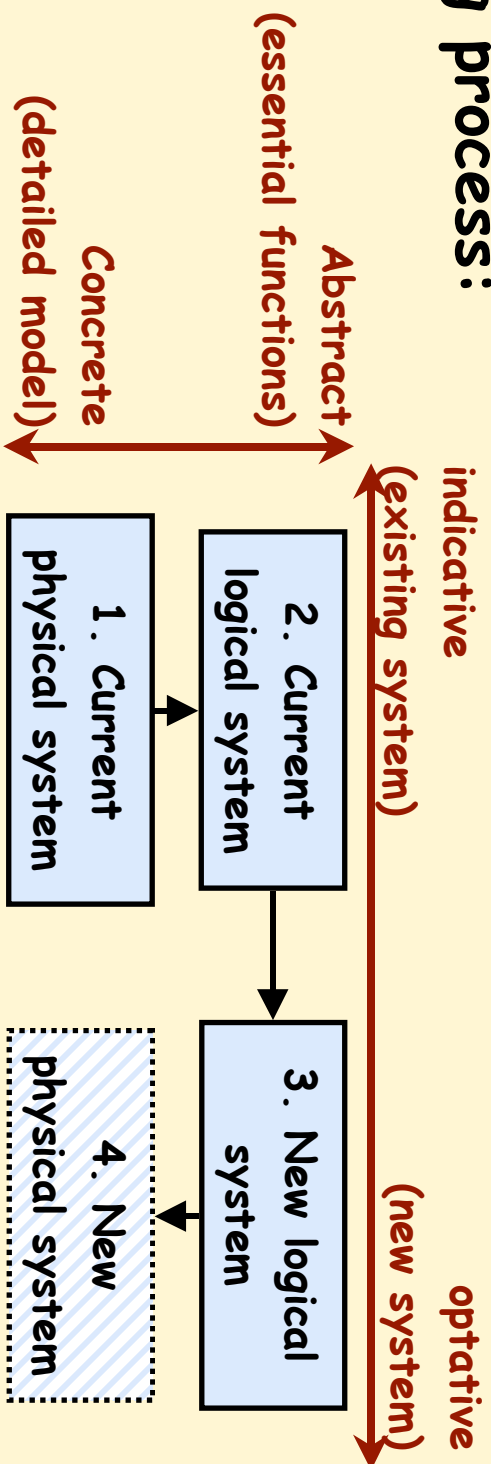 process:
indicative
(existing system)
optative
(new system)
Abstract
(essential functions)
Concrete
(detailed model)
2. Current
logical system
3. New logical
system
1. Current
physical system
4. New
physical system